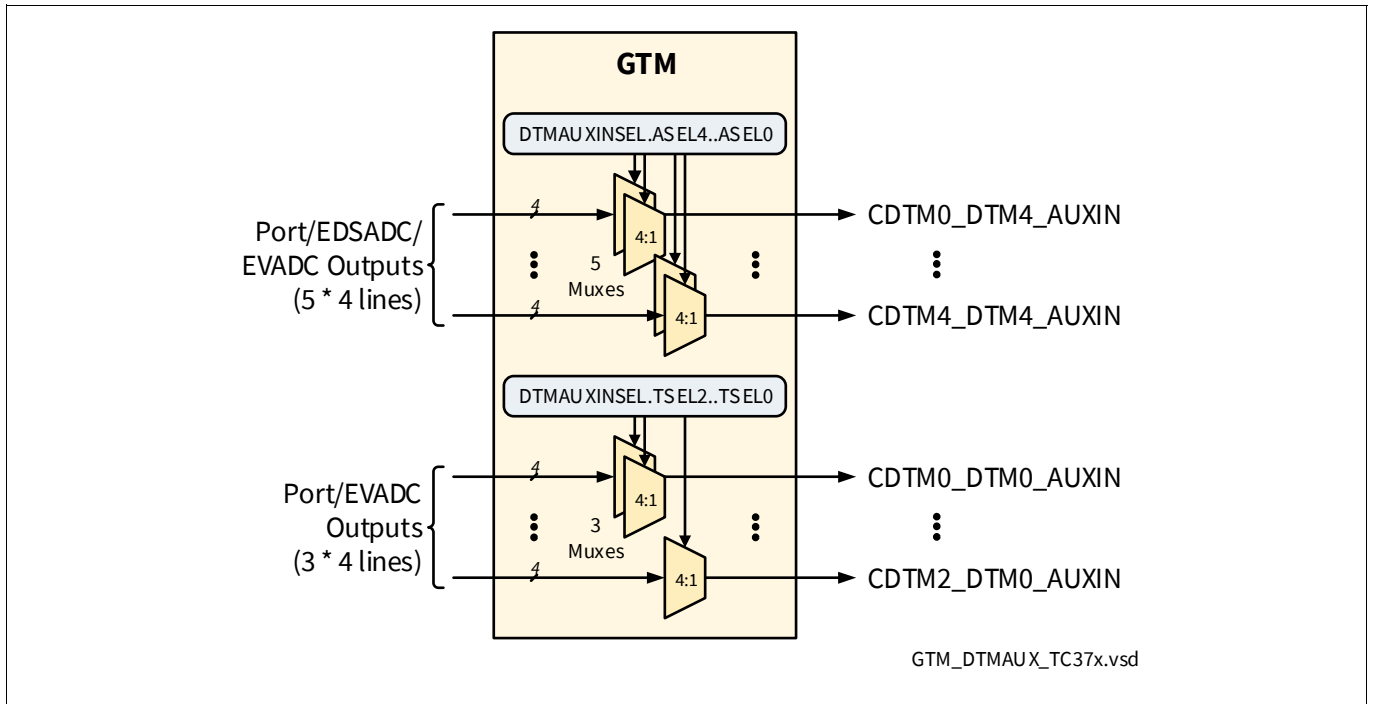 GTM
DTMAUXINSEL.ASEL4..ASEL0
Port/EDSADC/
EVADC Outputs
(5 * 4 lines)
4
4:1
5
Muxes
4
4:1
CDTM0_DTM4_AUXIN
CDTM4_DTM4_AUXIN
DTMAUXINSEL.TSEL2..TSEL0
Port/EVADC
Outputs
(3 * 4 lines)
4
4:1
3
Muxes
4
4:1
CDTM0_DTM0_AUXIN
CDTM2_DTM0_AUXIN
GTM_DTMAUX_TC37x.vsd